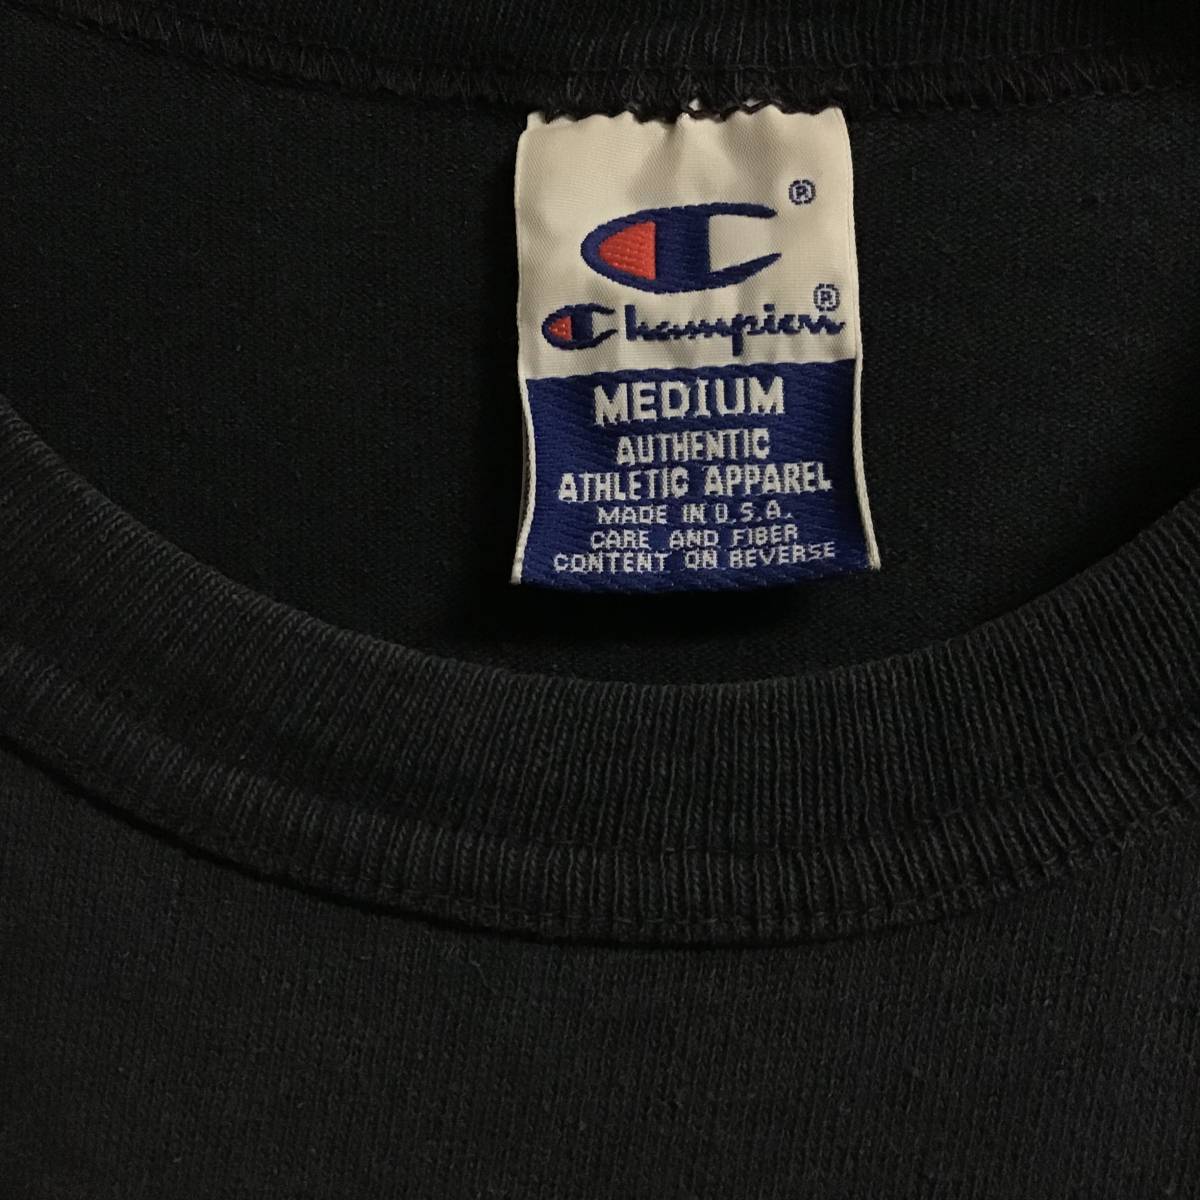 ®
Champion®
MEDIUM
AUTHENTIC
ATHLETIC APPAREL
MADE IN U.S.A.
CARE AND FIBER
CONTENT ON REVERSE